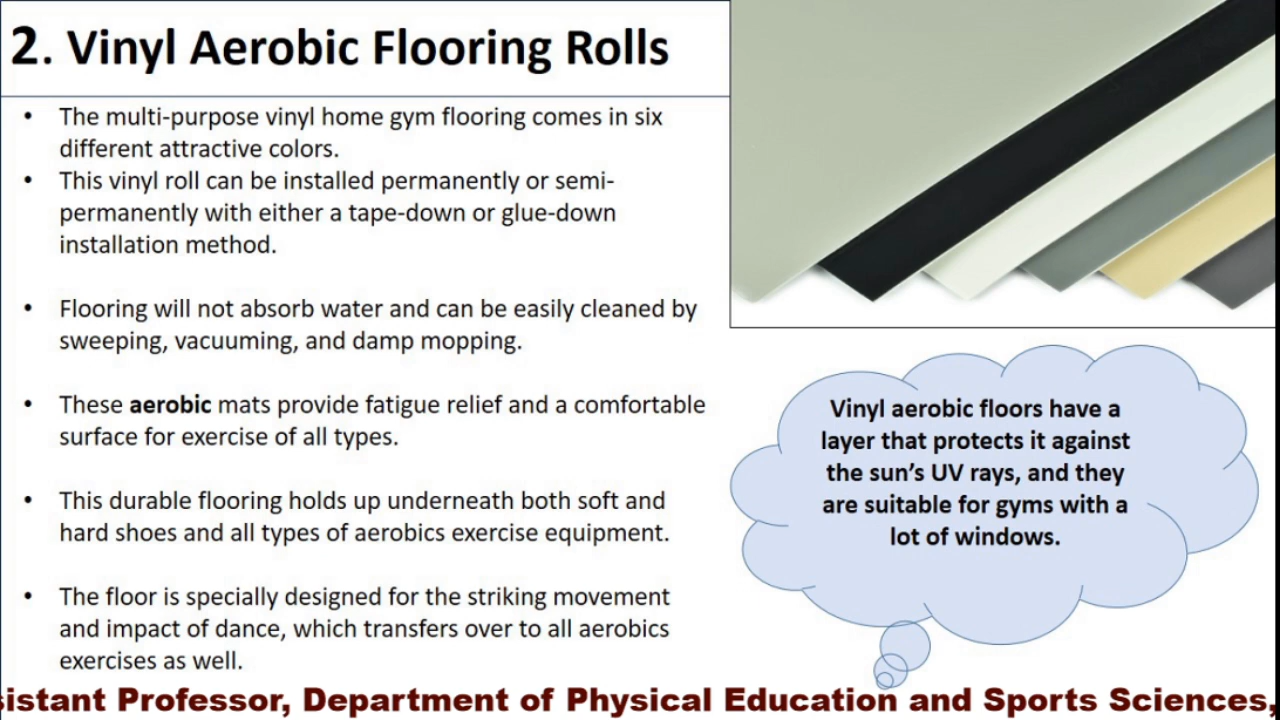 2. Vinyl Aerobic Flooring Rolls
• The multi-purpose vinyl home gym flooring comes in six
different attractive colors.
• This vinyl roll can be installed permanently or semi-
permanently with either a tape-down or glue-down
installation method.
• Flooring will not absorb water and can be easily cleaned by
sweeping, vacuuming, and damp mopping.
• These aerobic mats provide fatigue relief and a comfortable
surface for exercise of all types.
• This durable flooring holds up underneath both soft and
hard shoes and all types of aerobics exercise equipment.
• The floor is specially designed for the striking movement
and impact of dance, which transfers over to all aerobics
exercises as well.
Vinyl aerobic floors have a
layer that protects it against
the sun's UV rays, and they
are suitable for gyms with a
lot of windows.
sistant Professor, Department of Physical Education and Sports Sciences,